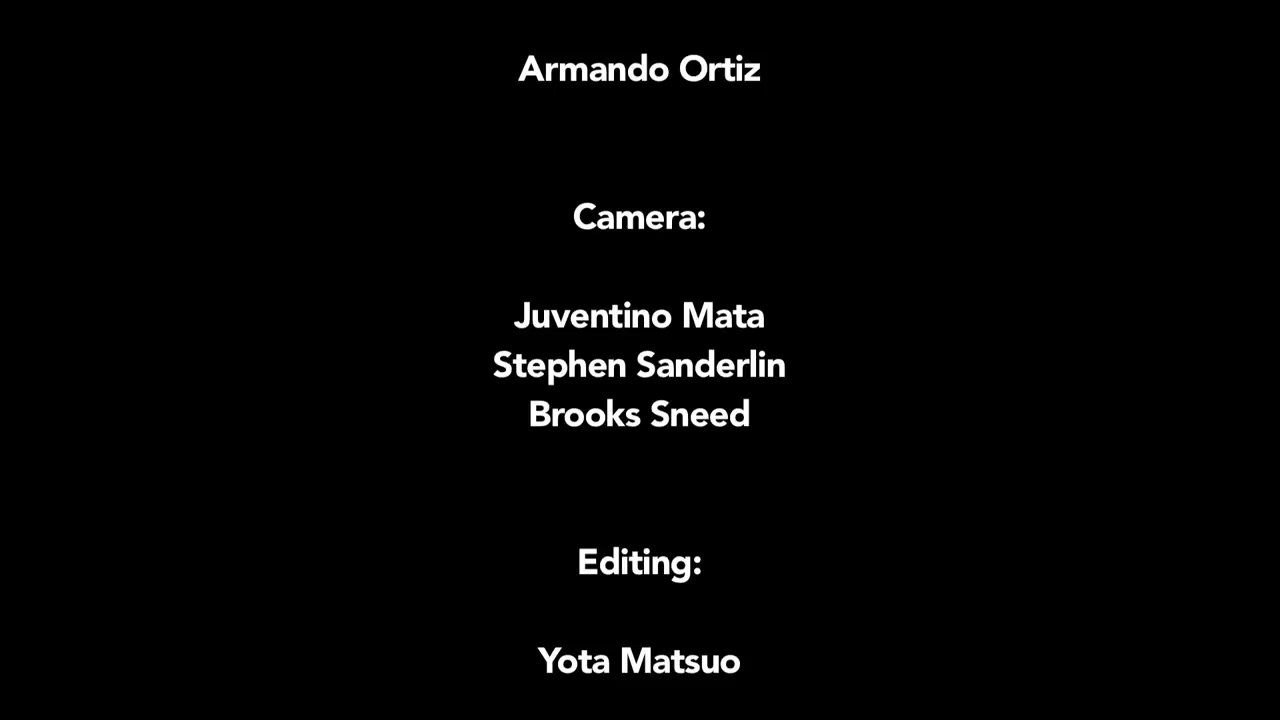 Armando Ortiz
Camera:
Juventino Mata
Stephen Sanderlin
Brooks Sneed
Editing:
Yota Matsuo